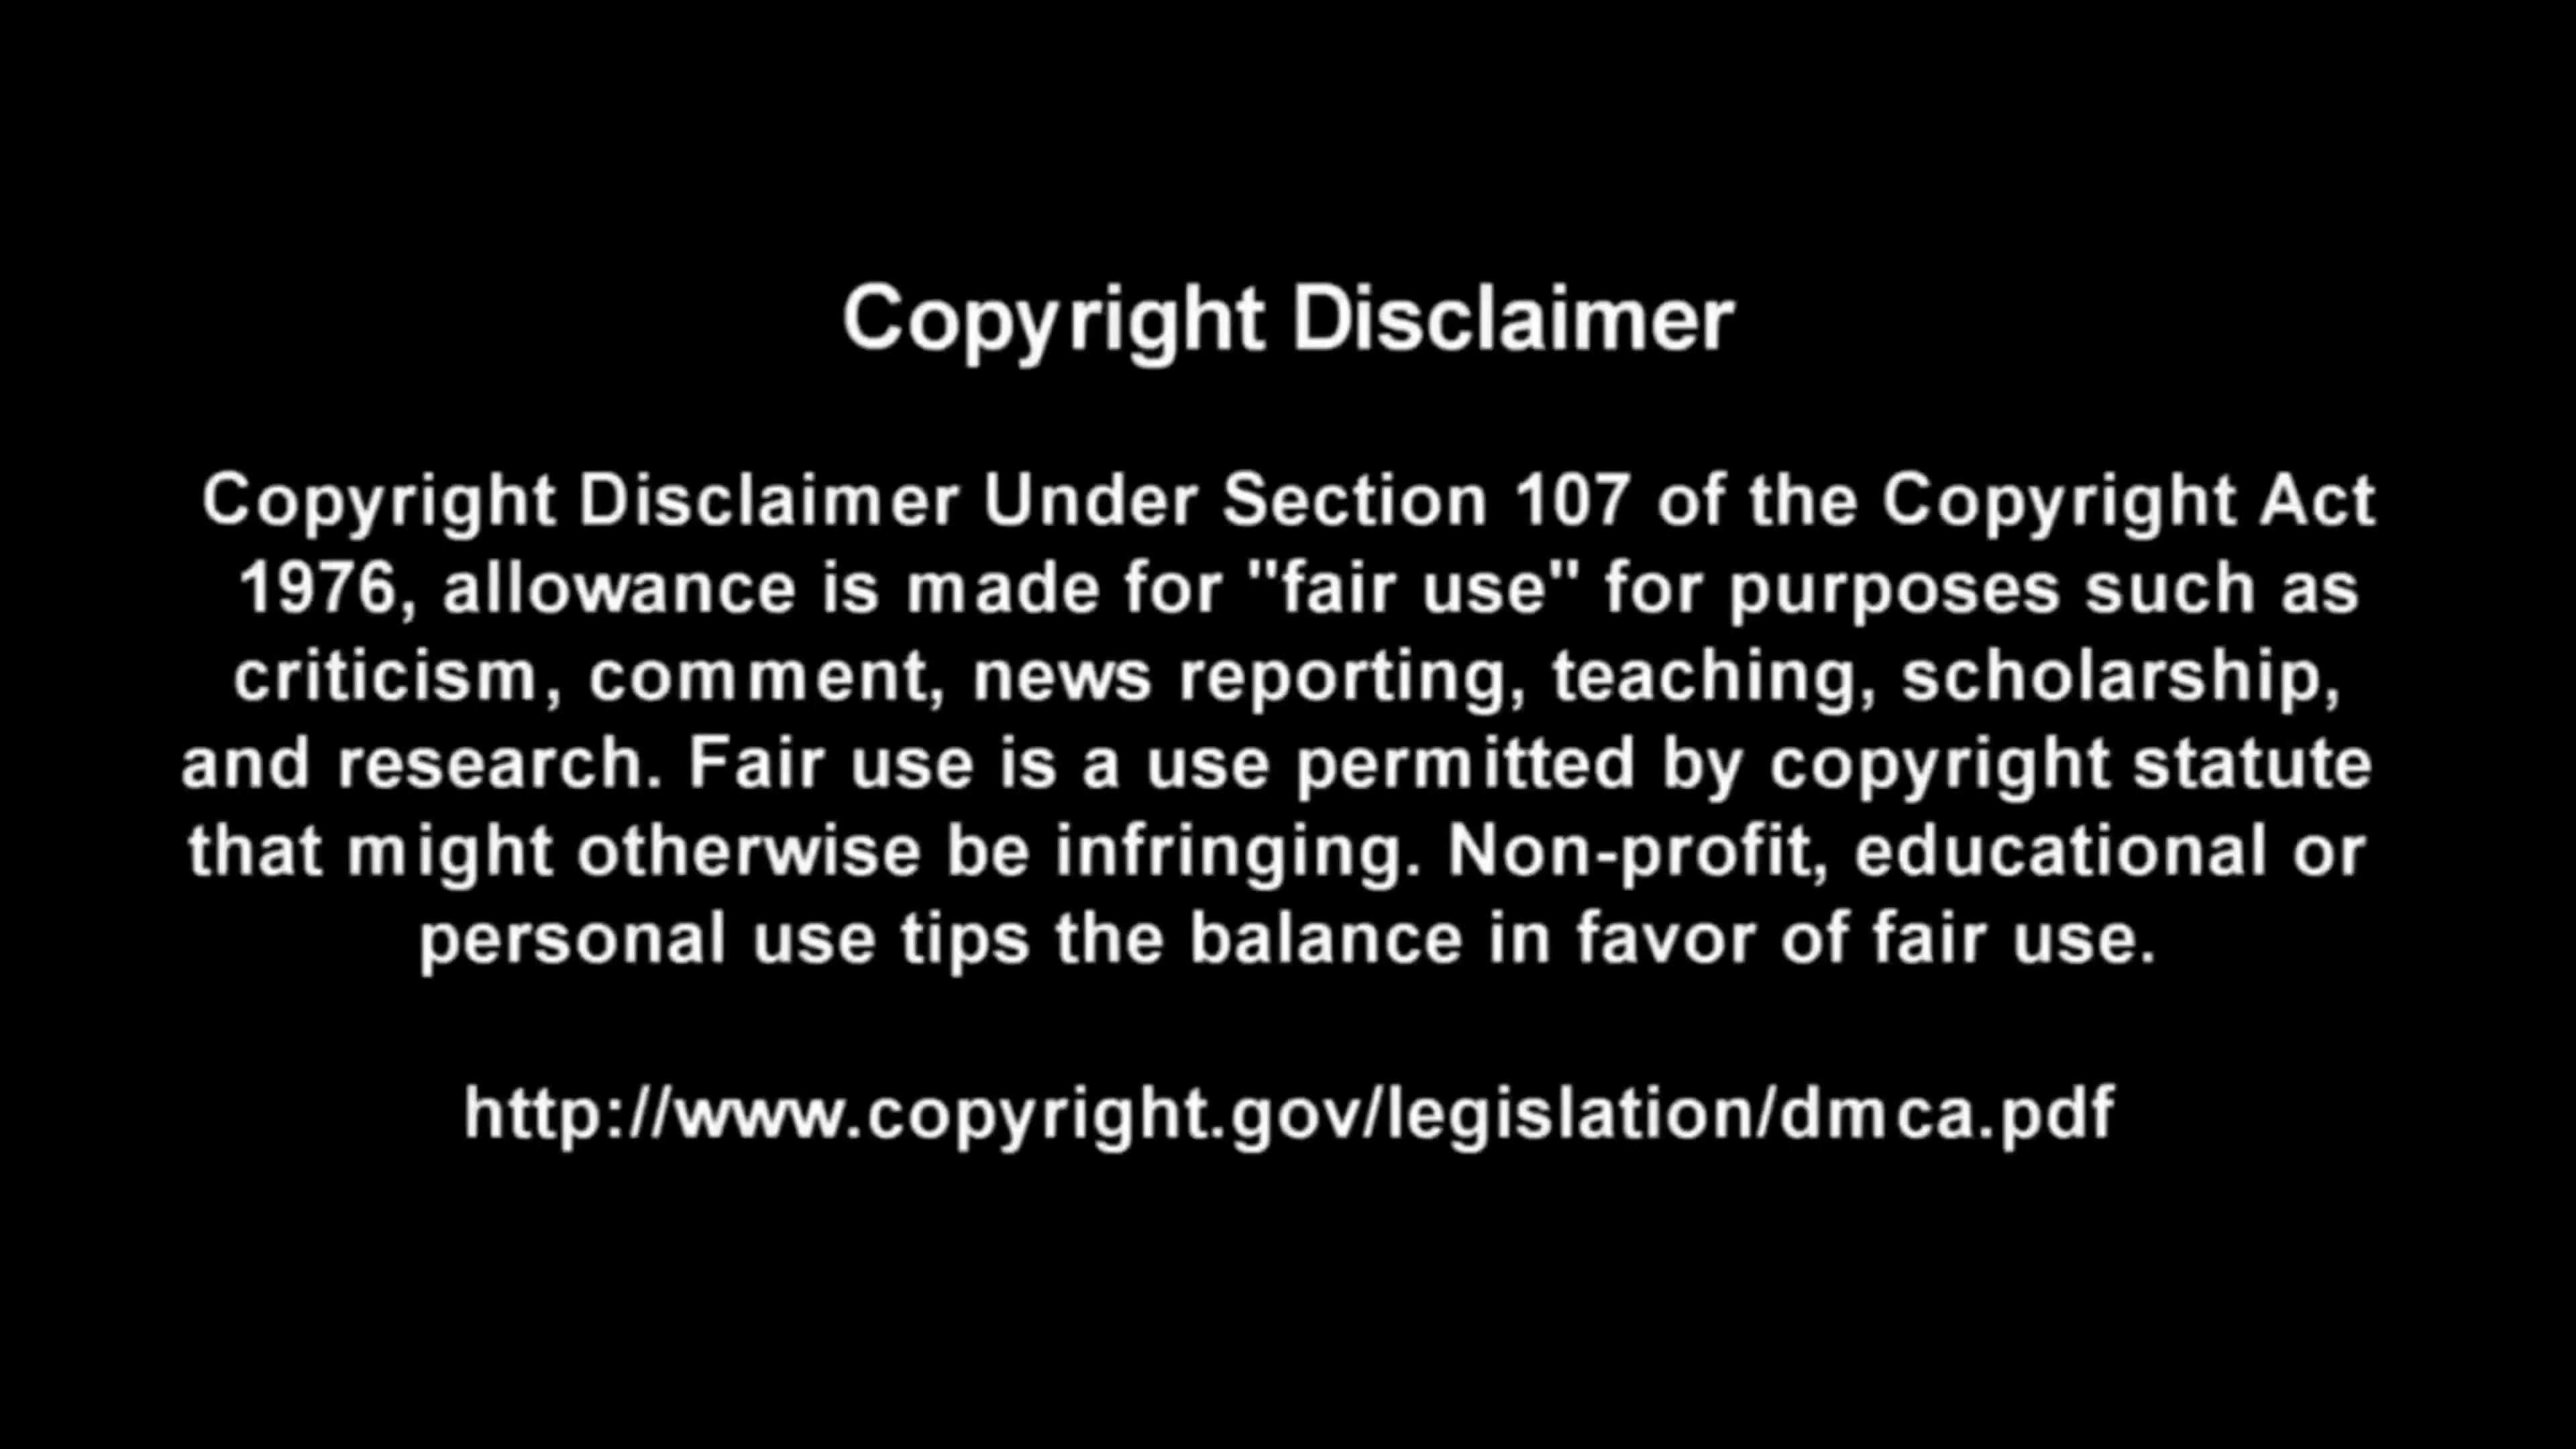 Copyright Disclaimer
Copyright Disclaimer Under Section 107 of the Copyright Act
1976, allowance is made for "fair use" for purposes such as
criticism, comment, news reporting, teaching, scholarship,
and research. Fair use is a use permitted by copyright statute
that might otherwise be infringing. Non-profit, educational or
personal use tips the balance in favor of fair use.
http://www.copyright.gov/legislation/dmca.pdf